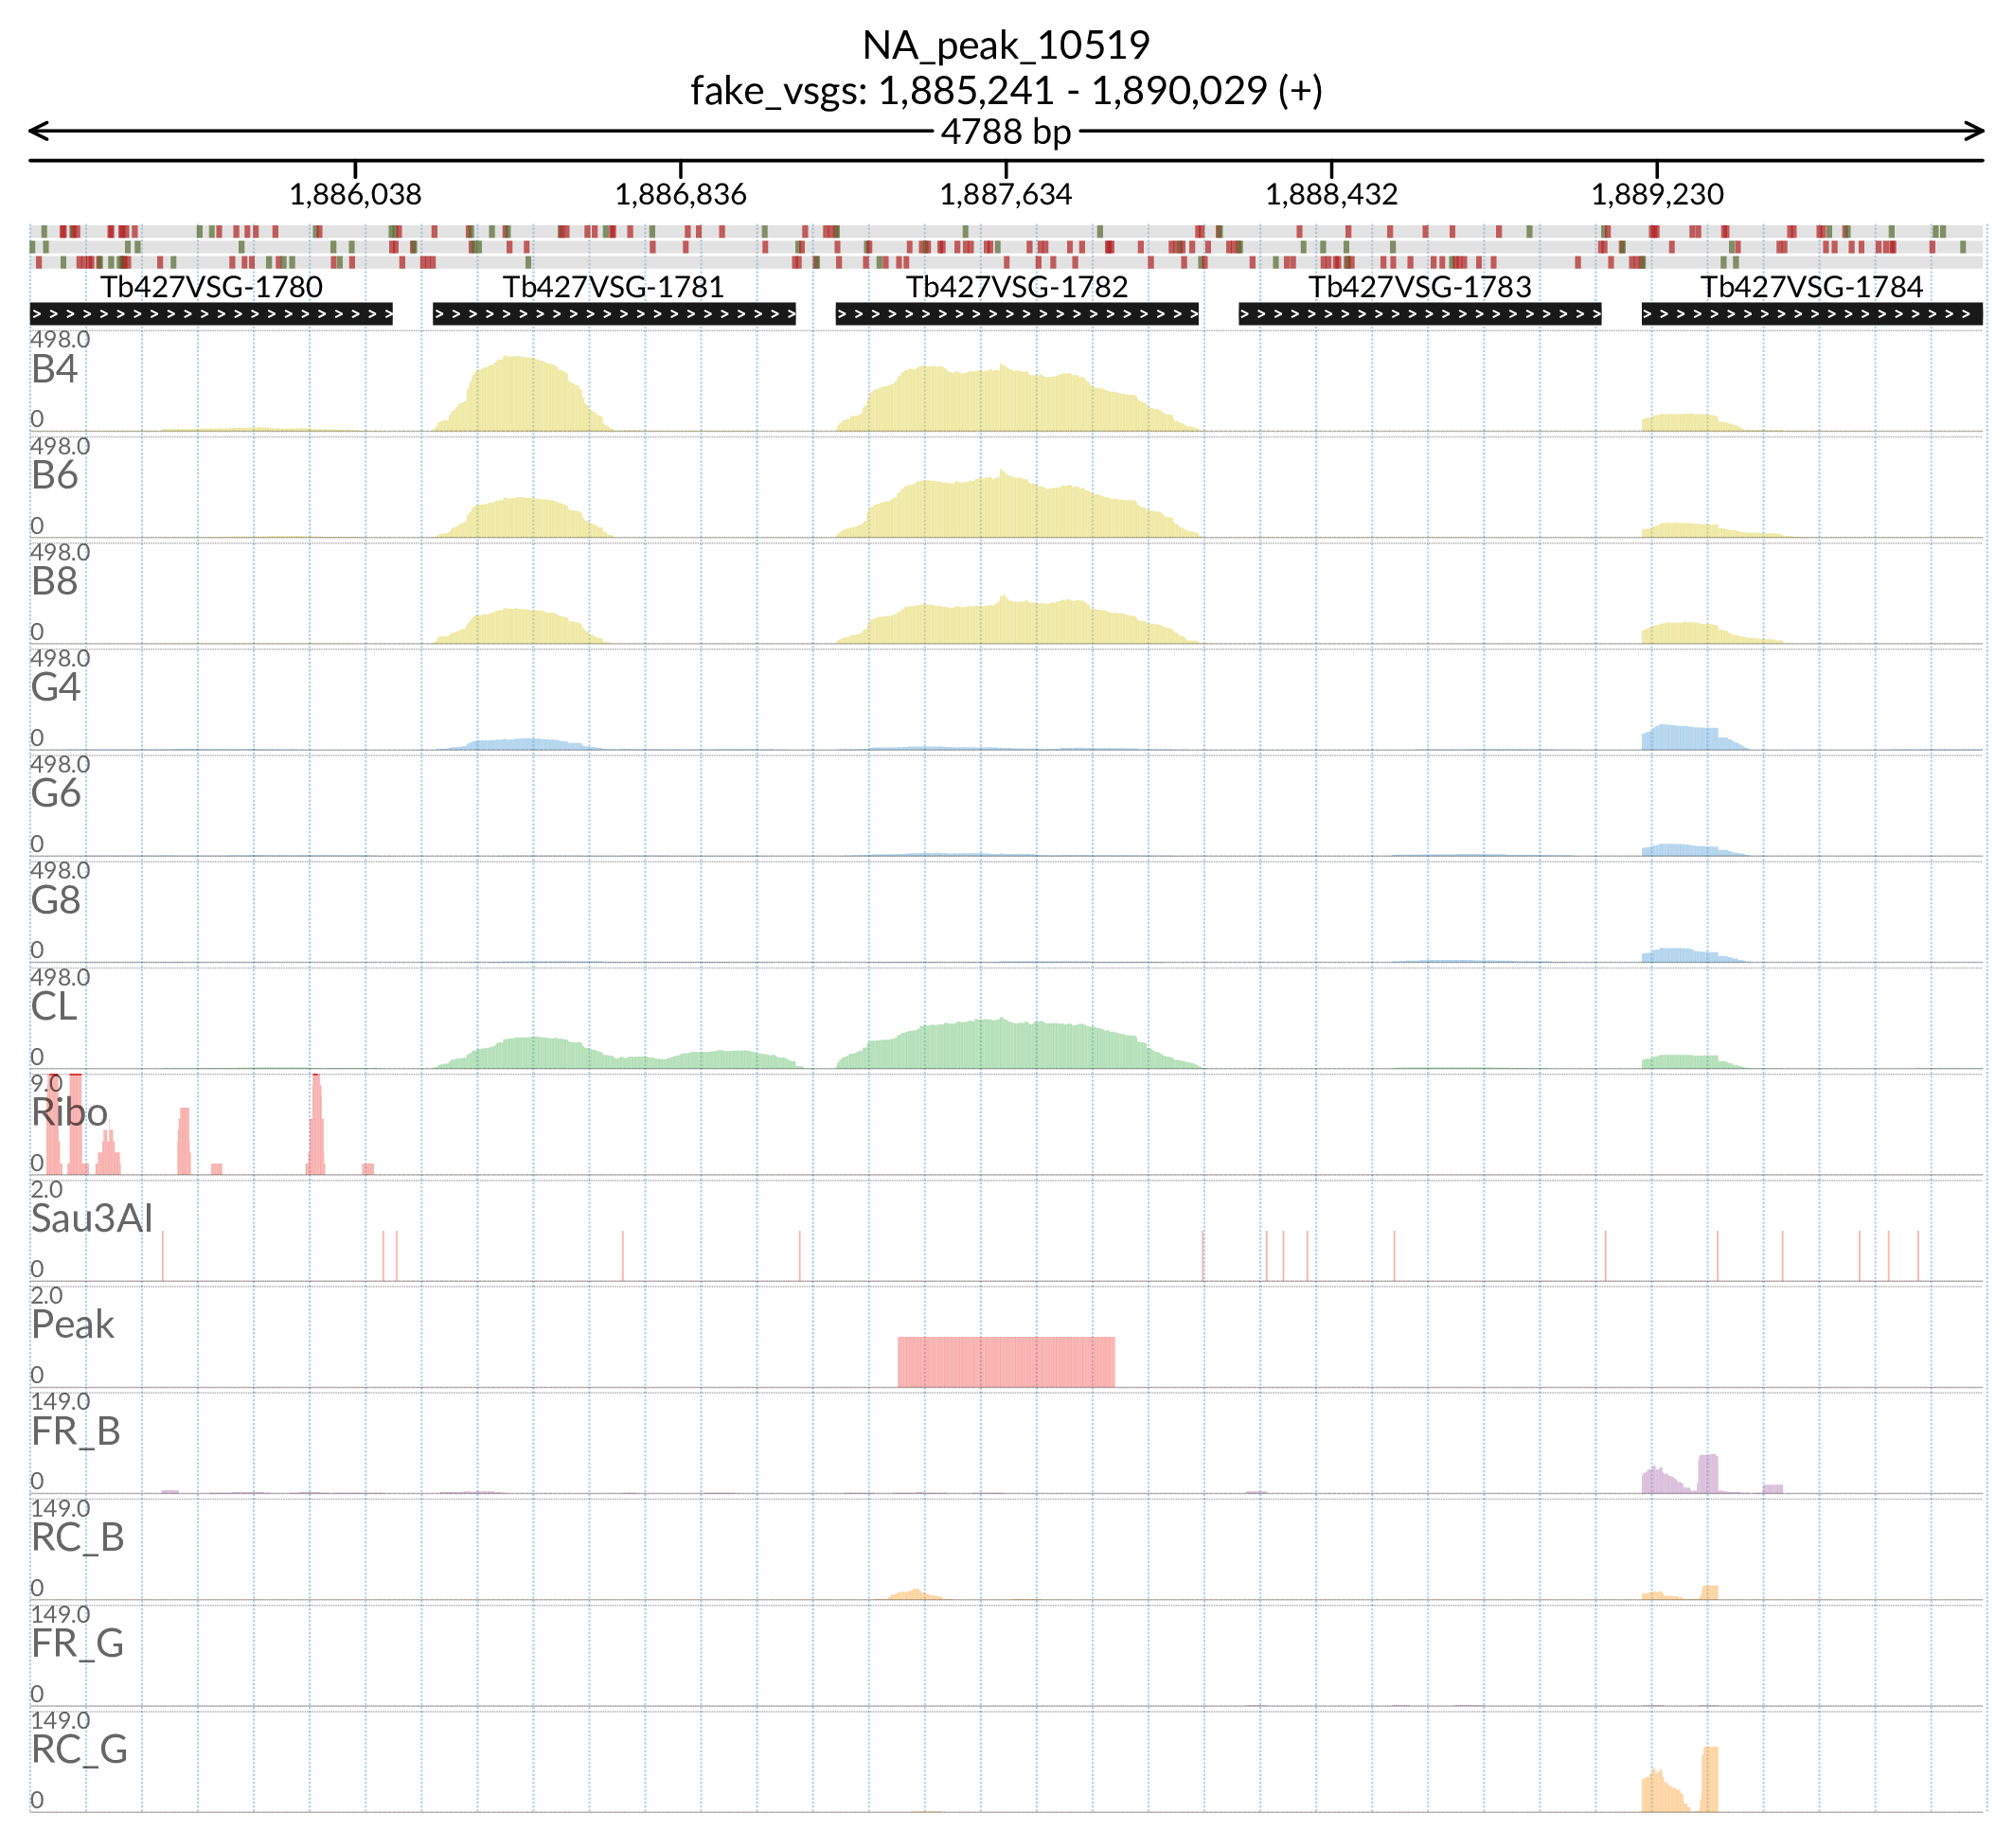 NA_peak_10519
fake_vsgs: 1,885,241 - 1,890,029 (+)
4788 bp
1,886,038 1,886,836 1,887,634 1,888,432 1,889,230
Tb427VSG-1780 Tb427VSG-1781 Tb427VSG-1782 Tb427VSG-1783 Tb427VSG-1784
498.0
B4
0
498.0
B6
0
498.0
B8
0
498.0
G4
0
498.0
G6
0
498.0
G8
0
498.0
CL
0
9.0
Ribo
0
2.0
Sau3AI
0
2.0
Peak
0
149.0
FR_B
0
149.0
RC_B
0
149.0
FR_G
0
149.0
RC_G
0